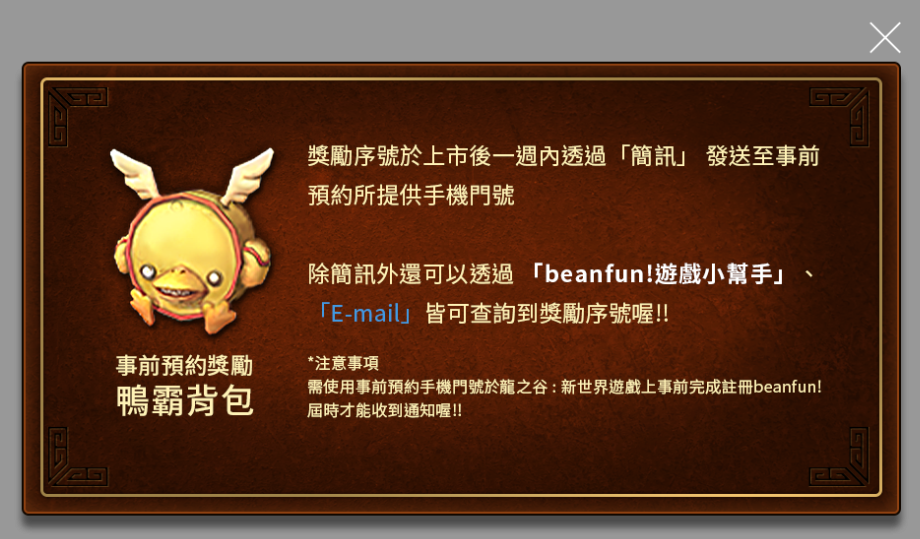 獎勵序號於上市後一週內透過「簡訊」 發送至事前
預約所提供手機門號
除簡訊外還可以透過 「beanfun!遊戲小幫手」、
「E-mail」皆可查詢到獎勵序號喔!!
事前預約獎勵
鴨霸背包
*注意事項
需使用事前預約手機門號於龍之谷 : 新世界遊戲上事前完成註冊beanfun!
屆時才能收到通知喔!!